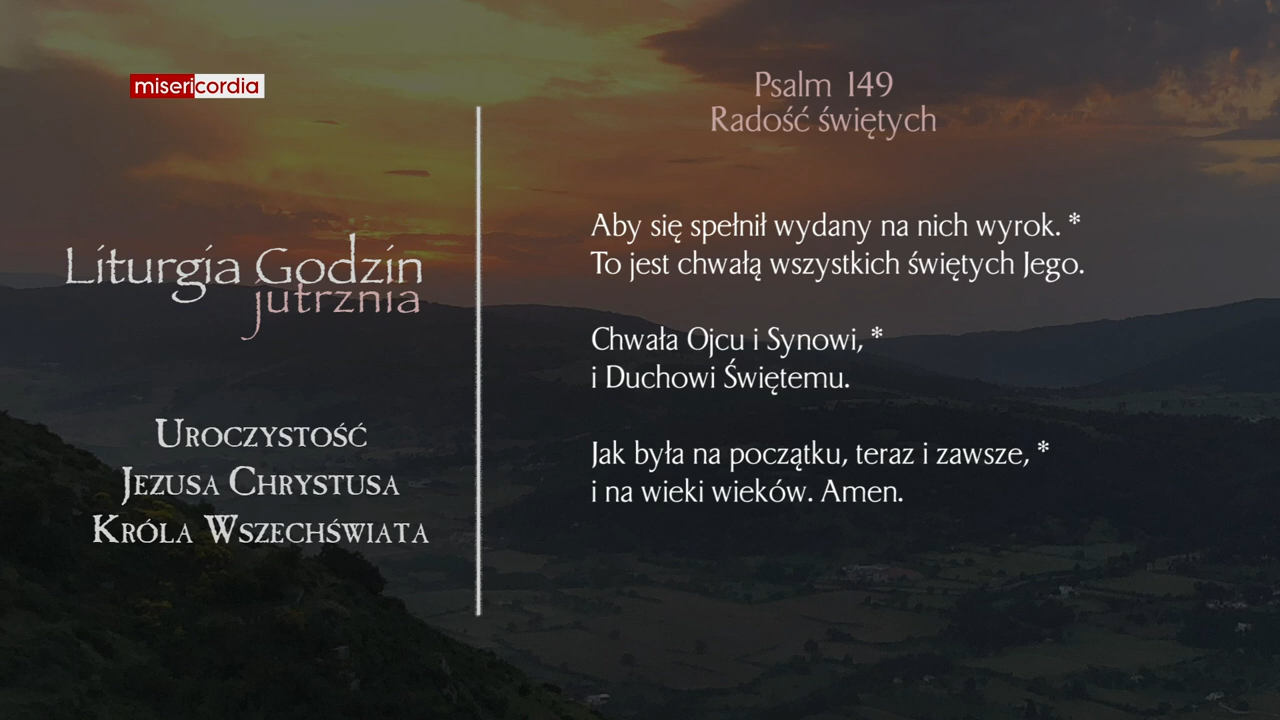 misericordia
Liturgia Godzin
jutrznia
Uroczystość
Jezusa Chrystusa
Króla Wszechświata
Psalm 149
Radość świętych
Aby się spełnił wydany na nich wyrok. *
To jest chwałą wszystkich świętych Jego.
Chwała Ojcu i Synowi, *
i Duchowi Świętemu.
Jak była na początku, teraz i zawsze, *
i na wieki wieków. Amen.